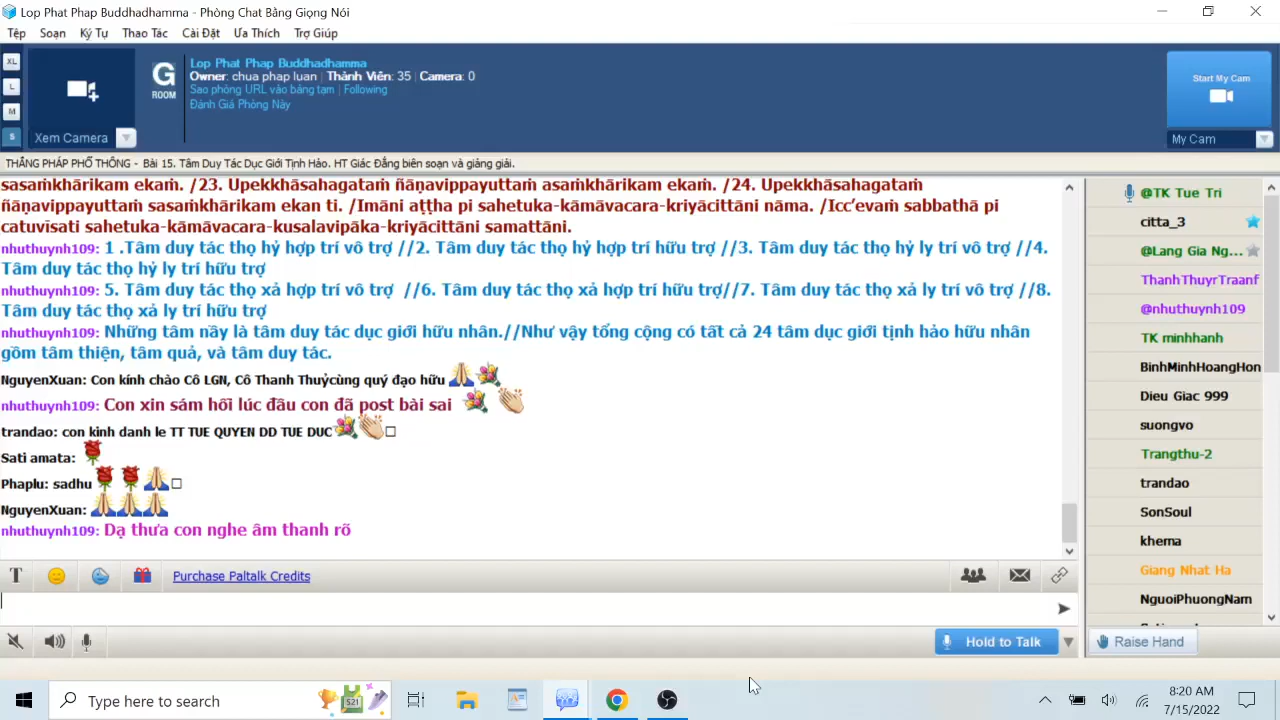 Lop Phat Phap Buddhadhamma - Phòng Chat Bằng Giọng Nói
Tệp Soạn Ký Tự Thao Tác Cài Đặt Ưa Thích Trợ Giúp
XL
L
M
S
Xem Camera
G
ROOM
Lop Phat Phap Buddhadhamma
Owner: chua phap luan | Thành Viên: 35 | Camera: 0
Sao phòng URL vào bảng tạm | Following
Đánh Giá Phòng Này
Start My Cam
My Cam
THẮNG PHÁP PHỔ THÔNG - Bài 15. Tâm Duy Tác Dục Giới Tịnh Hảo. HT Giác Đẳng biên soạn và giảng giải.
sasaṁkhārikam ekaṁ. /23. Upekkhāsahagataṁ ñāṇavippayuttaṁ asaṁkhārikam ekaṁ. /24. Upekkhāsahagataṁ
ñāṇavippayuttaṁ sasaṁkhārikam ekan ti. /Imāni aṭṭha pi sahetuka-kāmāvacara-kriyācittāni nāma. /Icc’evaṁ sabbathā pi
catuvīsati sahetuka-kāmāvacara-kusalavipāka-kriyācittāni samattāni.
nhuthuynh109: 1 .Tâm duy tác thọ hỷ hợp trí vô trợ //2. Tâm duy tác thọ hỷ hợp trí hữu trợ //3. Tâm duy tác thọ hỷ ly trí vô trợ //4.
Tâm duy tác thọ hỷ ly trí hữu trợ
nhuthuynh109: 5. Tâm duy tác thọ xả hợp trí vô trợ //6. Tâm duy tác thọ xả hợp trí hữu trợ//7. Tâm duy tác thọ xả ly trí vô trợ //8.
Tâm duy tác thọ xả ly trí hữu trợ
nhuthuynh109: Những tâm nầy là tâm duy tác dục giới hữu nhân.//Như vậy tổng cộng có tất cả 24 tâm dục giới tịnh hảo hữu nhân
gồm tâm thiện, tâm quả, và tâm duy tác.
NguyenXuan: Con kính chào Cô LGN, Cô Thanh Thuỷcùng quý đạo hữu 🙏💐
nhuthuynh109: Con xin sám hối lúc đầu con đã post bài sai 💐 👏
trandao: con kinh danh le TT TUE QUYEN DD TUE DUC💐👏□
Sati amata: 🌹
Phaplu: sadhu 🌹🌹🙏□
NguyenXuan: 🙏🙏🙏
nhuthuynh109: Dạ thưa con nghe âm thanh rõ
@TK Tue Tri
citta_3
@Lang Gia Ng...
ThanhThuyrTraanf
@nhuthuynh109
TK minhhanh
BinhMinhHoangHon
Dieu Giac 999
suongvo
Trangthu-2
trandao
SonSoul
khema
Giang Nhat Ha
NguoiPhuongNam
T
Purchase Paltalk Credits
Hold to Talk
Raise Hand
Type here to search
521
8:20 AM
7/15/2022